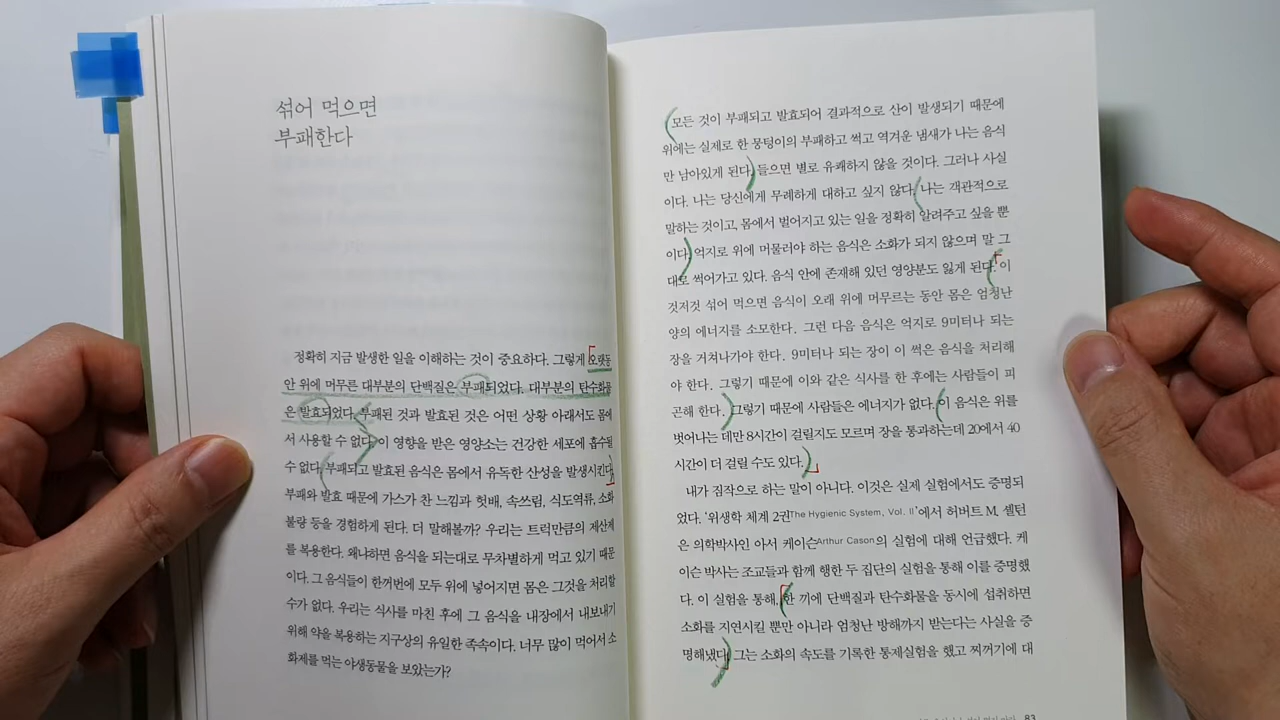 섞어 먹으면
부패한다
정확히 지금 발생한 일을 이해하는 것이 중요하다. 그렇게 오랫동
안 위에 머무른 대부분의 단백질은 부패되었다. 대부분의 탄수화물
은 발효되었다. 부패된 것과 발효된 것은 어떤 상황 아래서도 몸에
서 사용할 수 없다. 이 영향을 받은 영양소는 건강한 세포에 흡수될
수 없다. 부패되고 발효된 음식은 몸에서 유독한 산성을 발생시킨다.
부패와 발효 때문에 가스가 찬 느낌과 헛배, 속쓰림, 식도역류, 소화
불량 등을 경험하게 된다. 더 말해볼까? 우리는 트럭만큼의 제산제
를 복용한다. 왜냐하면 음식을 되는대로 무차별하게 먹고 있기 때문
이다. 그 음식들이 한꺼번에 모두 위에 넣어지면 몸은 그것을 처리할
수가 없다. 우리는 식사를 마친 후에 그 음식을 내장에서 내보내기
위해 약을 복용하는 지구상의 유일한 족속이다. 너무 많이 먹어서 소
화제를 먹는 야생동물을 보았는가?
모든 것이 부패되고 발효되어 결과적으로 산이 발생되기 때문에
위에는 실제로 한 뭉텅이의 부패하고 썩고 역겨운 냄새가 나는 음식
만 남아있게 된다. 들으면 별로 유쾌하지 않을 것이다. 그러나 사실
이다. 나는 당신에게 무례하게 대하고 싶지 않다. 나는 객관적으로
말하는 것이고, 몸에서 벌어지고 있는 일을 정확히 알려주고 싶을 뿐
이다. 억지로 위에 머물러야 하는 음식은 소화가 되지 않으며 말 그
대로 썩어가고 있다. 음식 안에 존재해 있던 영양분도 잃게 된다. 이
것저것 섞어 먹으면 음식이 오래 위에 머무르는 동안 몸은 엄청난
양의 에너지를 소모한다. 그런 다음 음식은 억지로 9미터나 되는
장을 거쳐나가야 한다. 9미터나 되는 장이 이 썩은 음식을 처리해
야 한다. 그렇기 때문에 이와 같은 식사를 한 후에는 사람들이 피
곤해 한다. 그렇기 때문에 사람들은 에너지가 없다. 이 음식은 위를
벗어나는 데만 8시간이 걸릴지도 모르며 장을 통과하는데 20에서 40
시간이 더 걸릴 수도 있다.
내가 짐작으로 하는 말이 아니다. 이것은 실제 실험에서도 증명되
었다. ‘위생학 체계 2권The Hygienic System, Vol. II’에서 허버트 M. 셸턴
은 의학박사인 아서 케이슨Arthur Cason의 실험에 대해 언급했다. 케
이슨 박사는 조교들과 함께 행한 두 집단의 실험을 통해 이를 증명했
다. 이 실험을 통해, 한 끼에 단백질과 탄수화물을 동시에 섭취하면
소화를 지연시킬 뿐만 아니라 엄청난 방해까지 받는다는 사실을 증
명해냈다. 그는 소화의 속도를 기록한 통제실험을 했고 찌꺼기에 대
83